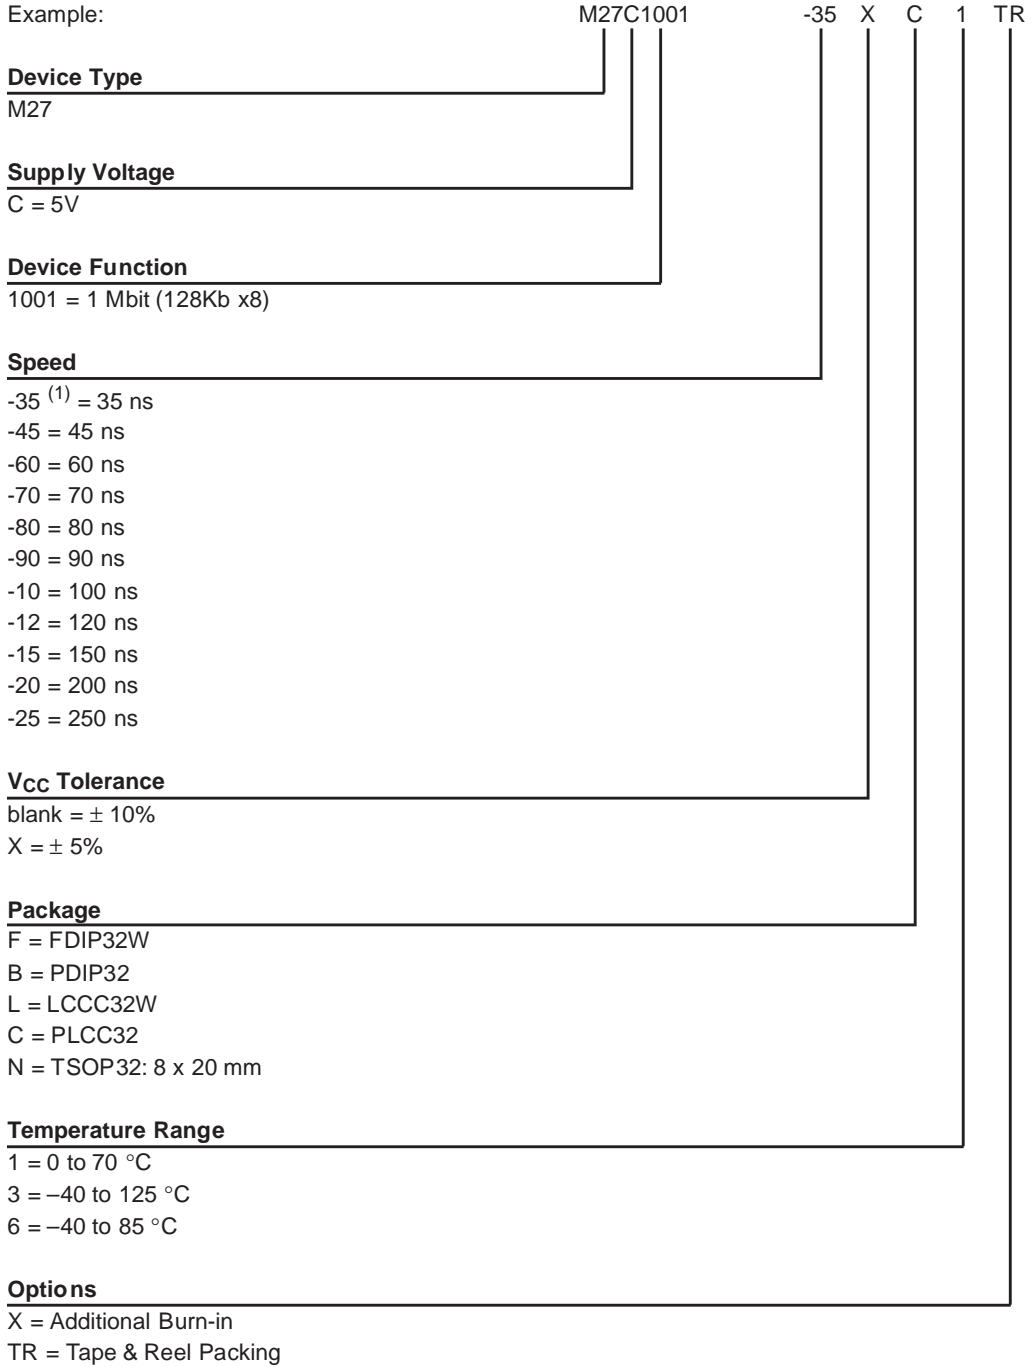 Example: M27C1001 -35 X C 1 TR
Device Type
M27
Supply Voltage
C = 5V
Device Function
1001 = 1 Mbit (128Kb x8)
Speed
-35 (1) = 35 ns
-45 = 45 ns
-60 = 60 ns
-70 = 70 ns
-80 = 80 ns
-90 = 90 ns
-10 = 100 ns
-12 = 120 ns
-15 = 150 ns
-20 = 200 ns
-25 = 250 ns
VCC Tolerance
blank = ± 10%
X = ± 5%
Package
F = FDIP32W
B = PDIP32
L = LCCC32W
C = PLCC32
N = TSOP32: 8 x 20 mm
Temperature Range
1 = 0 to 70 °C
3 = –40 to 125 °C
6 = –40 to 85 °C
Options
X = Additional Burn-in
TR = Tape & Reel Packing